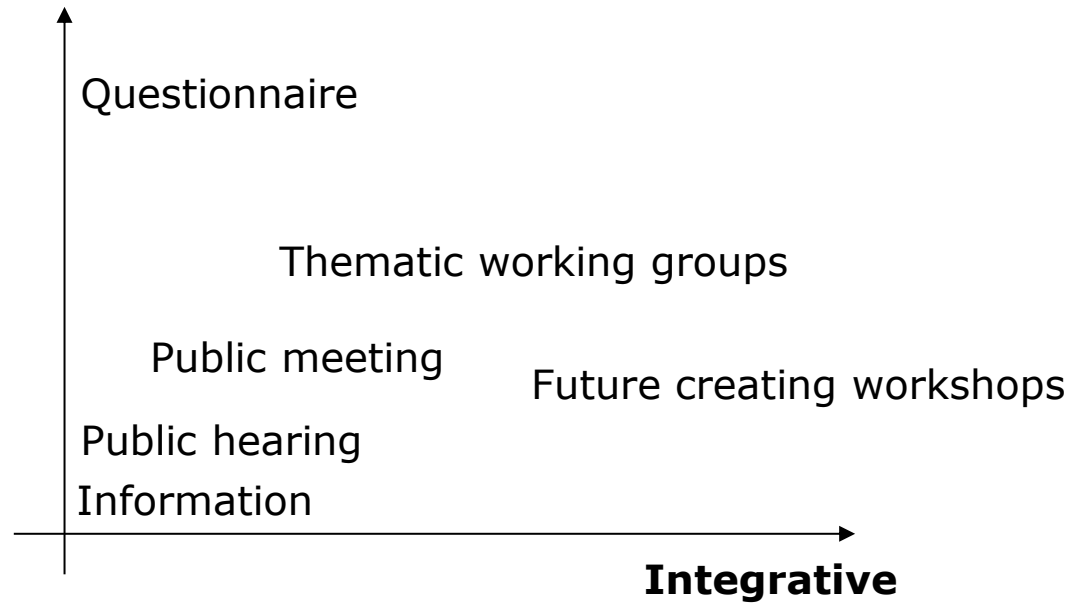 Questionnaire
Thematic working groups
Public meeting
Future creating workshops
Public hearing
Information
Integrative